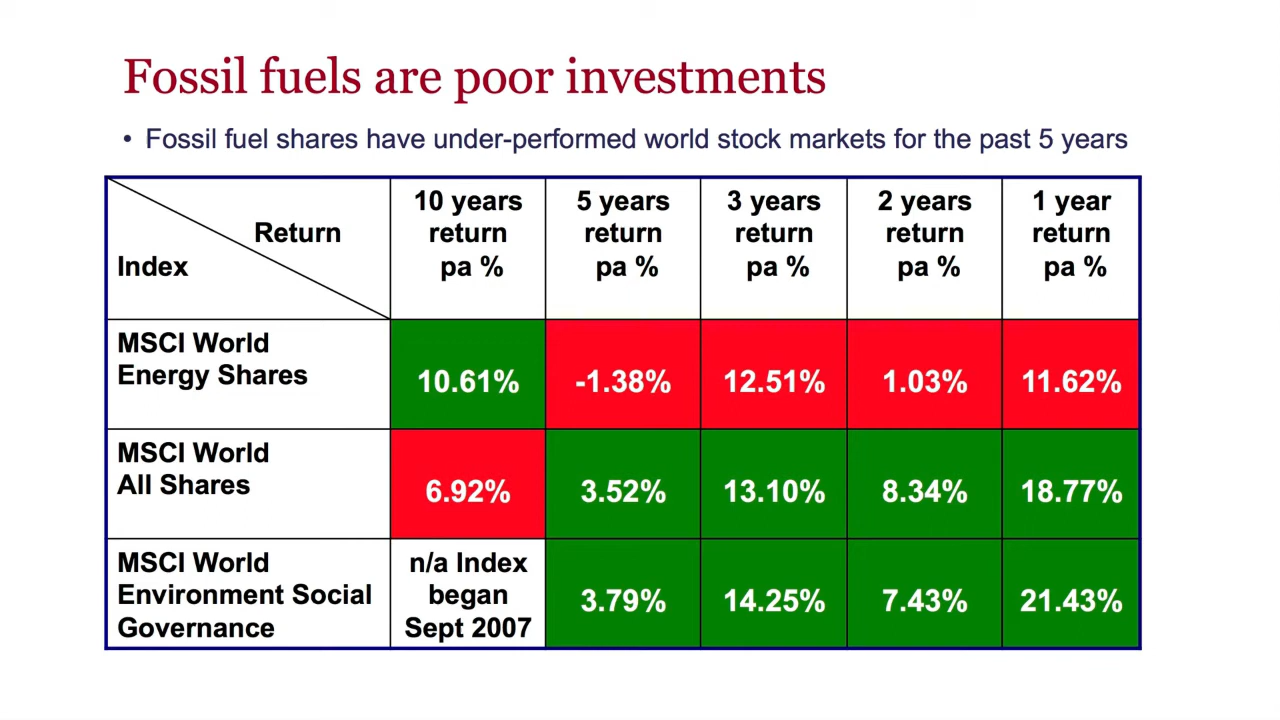 Fossil fuels are poor investments
• Fossil fuel shares have under-performed world stock markets for the past 5 years
Return
Index
10 years
return
pa %
5 years
return
pa %
3 years
return
pa %
2 years
return
pa %
1 year
return
pa %
MSCI World
Energy Shares
10.61%
-1.38%
12.51%
1.03%
11.62%
MSCI World
All Shares
6.92%
3.52%
13.10%
8.34%
18.77%
MSCI World
Environment Social
Governance
n/a Index
began
Sept 2007
3.79%
14.25%
7.43%
21.43%